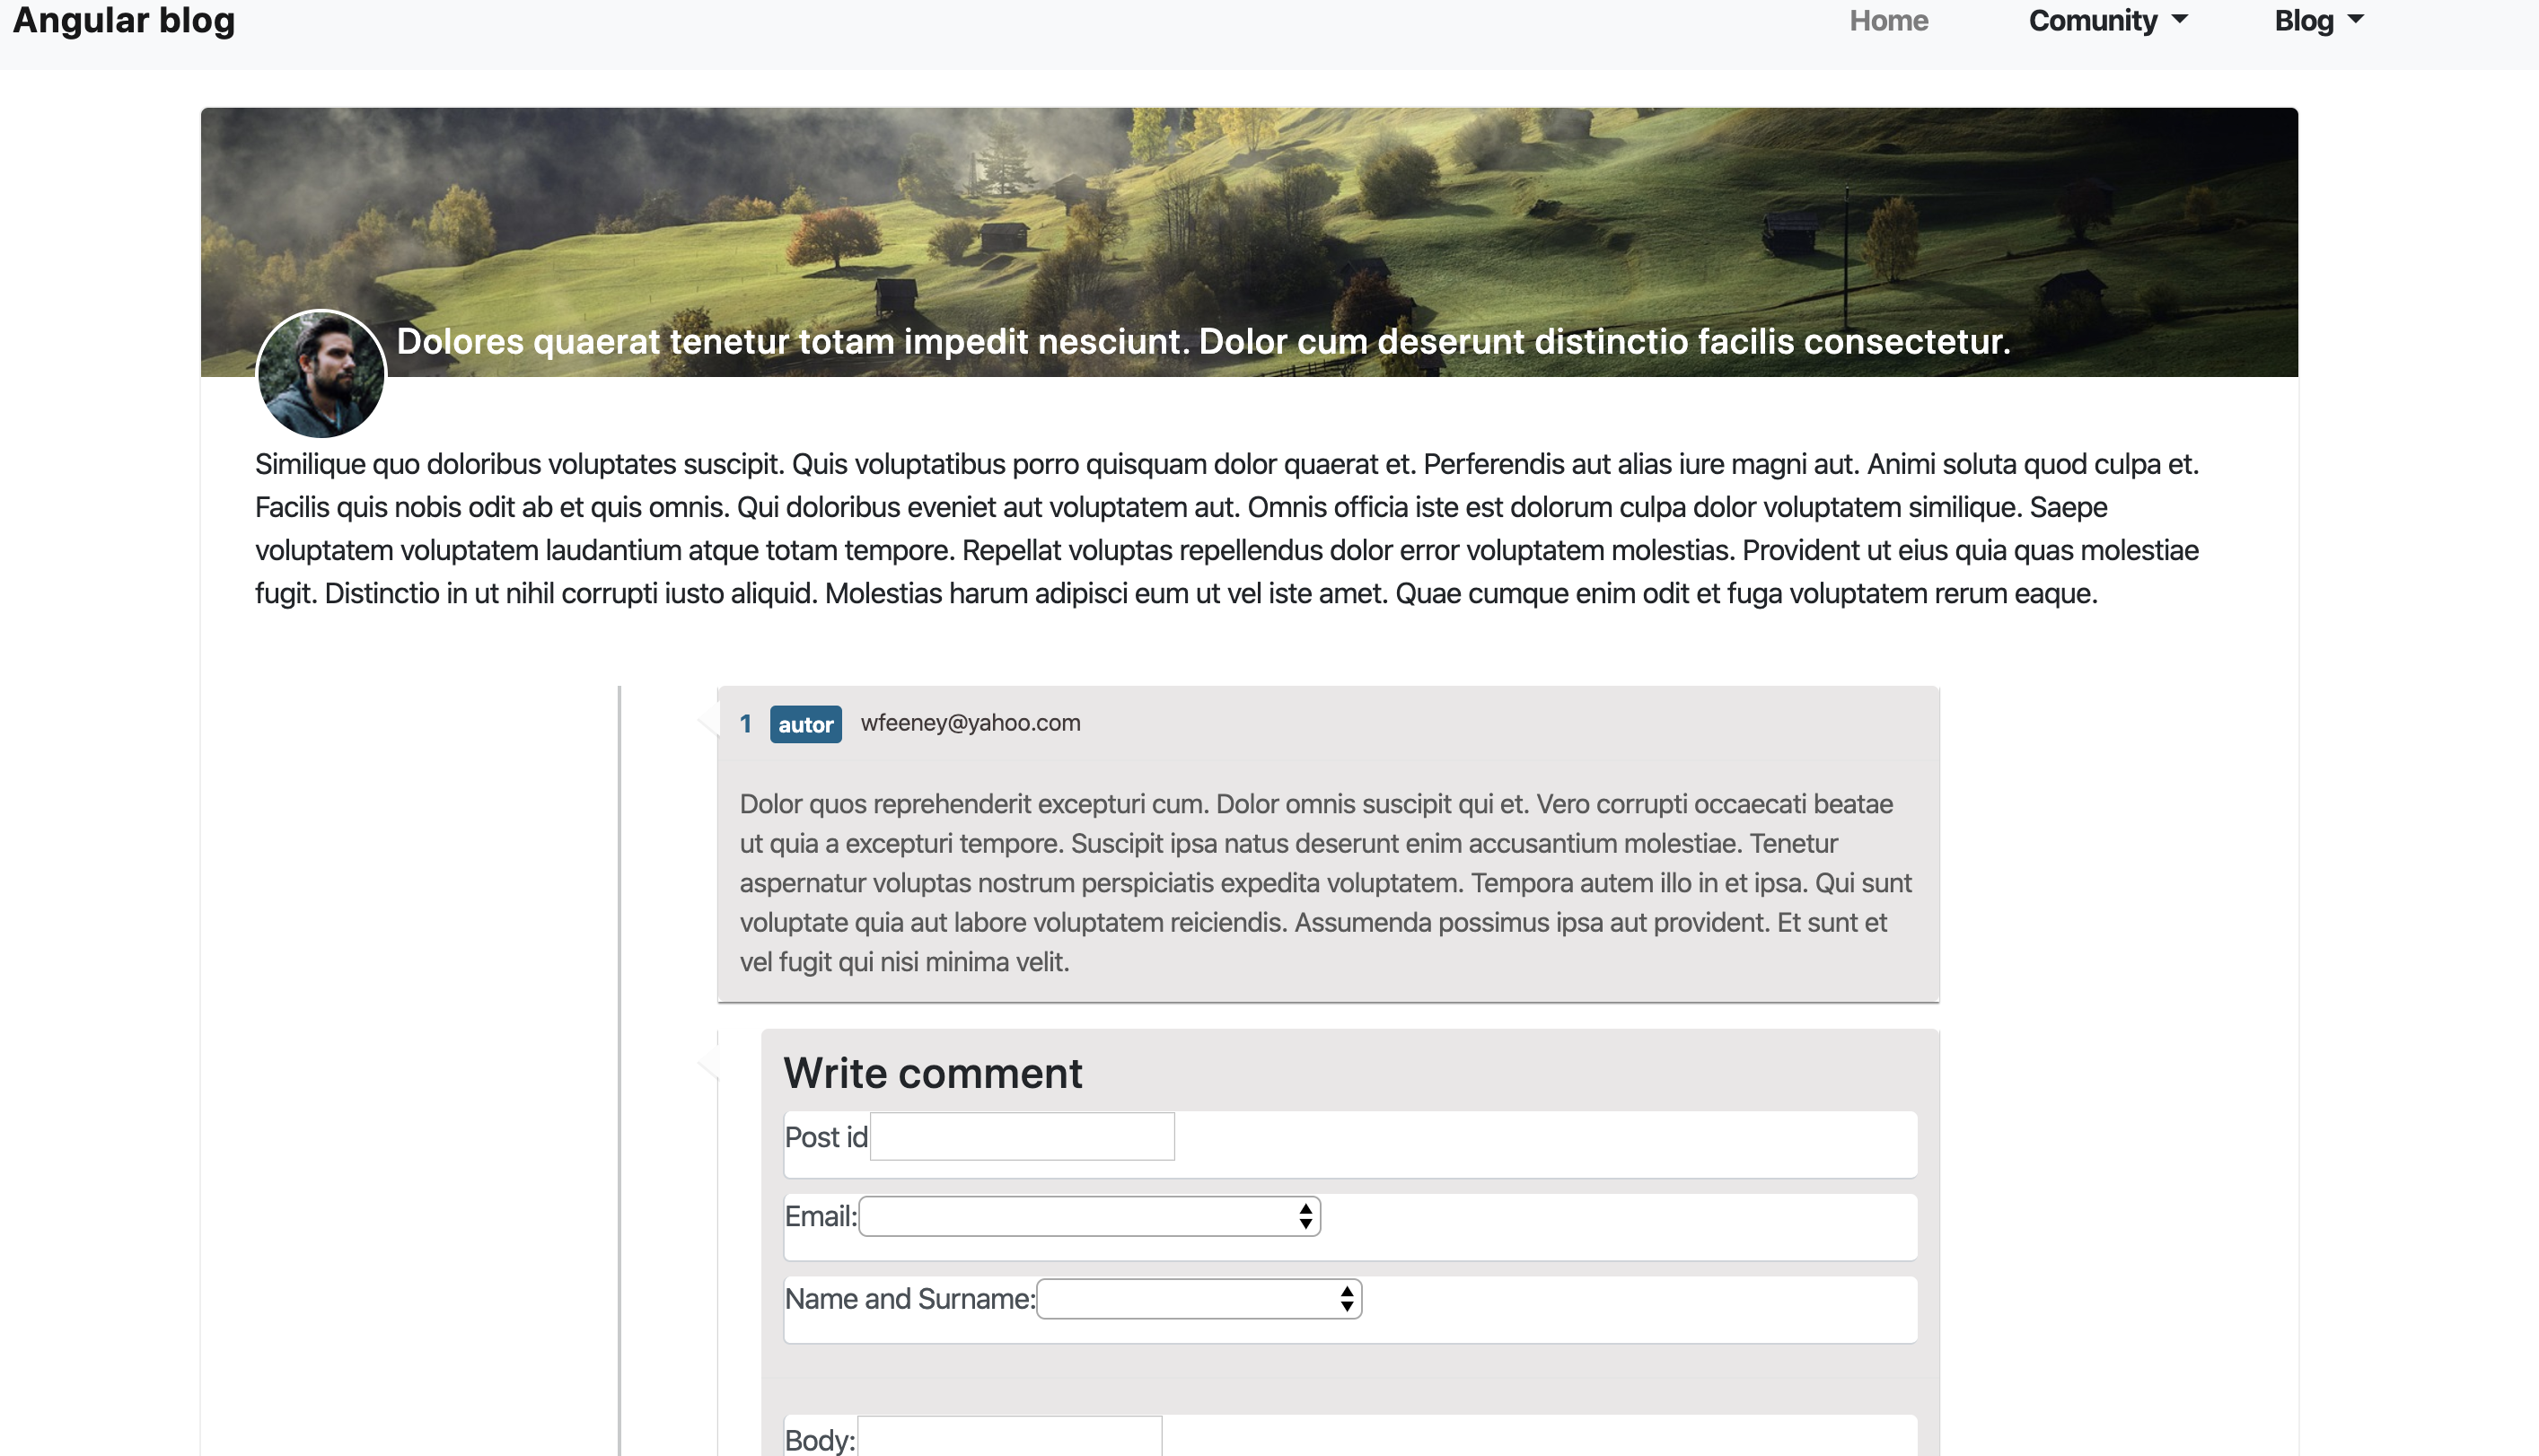 Angular blog
Home
Comunity
Blog
Dolores quaerat tenetur totam impedit nesciunt. Dolor cum deserunt distinctio facilis consectetur.
Similique quo doloribus voluptates suscipit. Quis voluptatibus porro quisquam dolor quaerat et. Perferendis aut alias iure magni aut. Animi soluta quod culpa et.
Facilis quis nobis odit ab et quis omnis. Qui doloribus eveniet aut voluptatem aut. Omnis officia iste est dolorum culpa dolor voluptatem similique. Saepe
voluptatem voluptatem laudantium atque totam tempore. Repellat voluptas repellendus dolor error voluptatem molestias. Provident ut eius quia quas molestiae
fugit. Distinctio in ut nihil corrupti iusto aliquid. Molestias harum adipisci eum ut vel iste amet. Quae cumque enim odit et fuga voluptatem rerum eaque.
1 autor wfeeney@yahoo.com
Dolor quos reprehenderit excepturi cum. Dolor omnis suscipit qui et. Vero corrupti occaecati beatae
ut quia a excepturi tempore. Suscipit ipsa natus deserunt enim accusantium molestiae. Tenetur
aspernatur voluptas nostrum perspiciatis expedita voluptatem. Tempora autem illo in et ipsa. Qui sunt
voluptate quia aut labore voluptatem reiciendis. Assumenda possimus ipsa aut provident. Et sunt et
vel fugit qui nisi minima velit.
Write comment
Post id
Email:
Name and Surname:
Body: